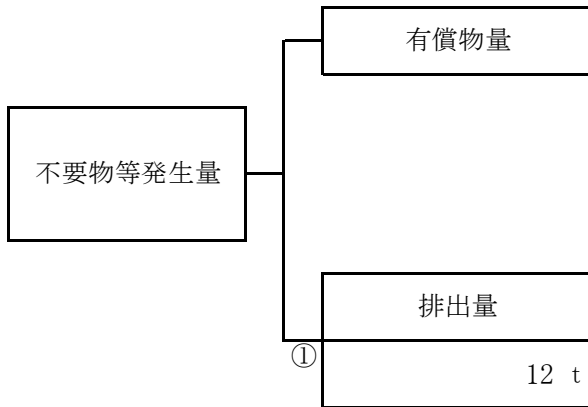 有償物量
不要物等発生量
排出量
①
12 t